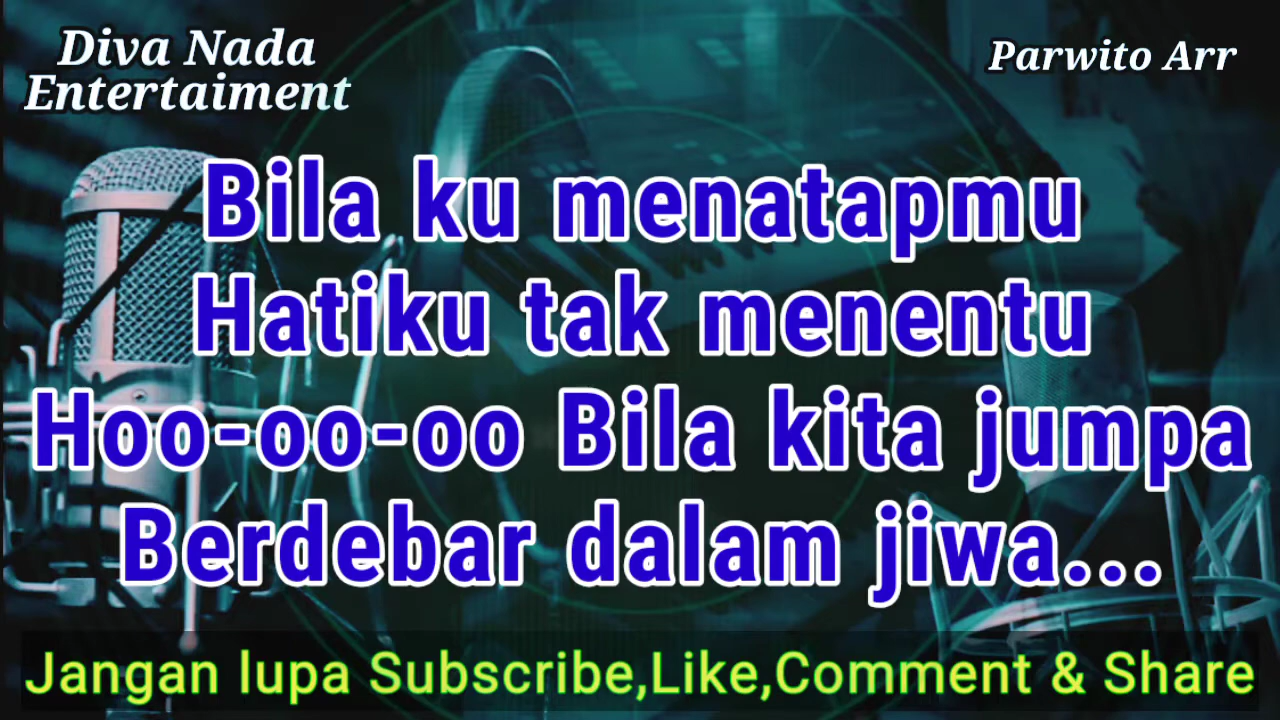 Diva Nada
Entertaiment
Parwito Arr
Bila ku menatapmu
Hatiku tak menentu
Hoo-oo-oo Bila kita jumpa
Berdebar dalam jiwa...
Jangan lupa Subscribe,Like,Comment & Share